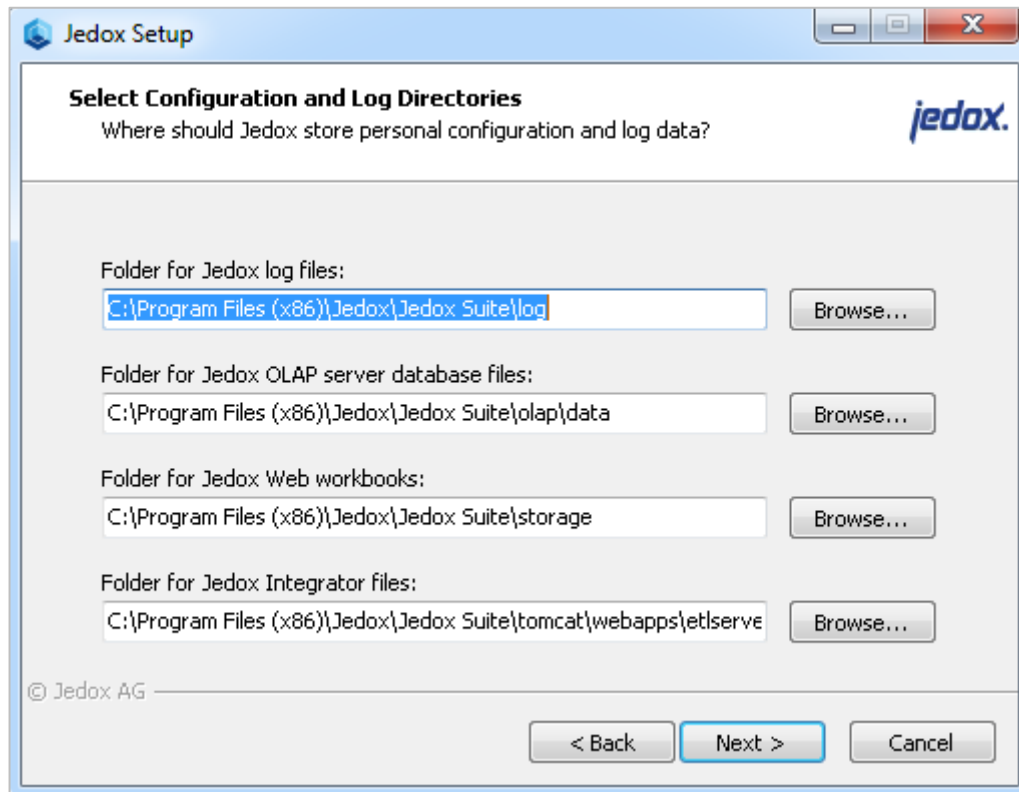 Jedox Setup
Select Configuration and Log Directories
Where should Jedox store personal configuration and log data?
jedox.
Folder for Jedox log files:
C:\Program Files (x86)\Jedox\Jedox Suite\log
Browse...
Folder for Jedox OLAP server database files:
C:\Program Files (x86)\Jedox\Jedox Suite\olap\data
Browse...
Folder for Jedox Web workbooks:
C:\Program Files (x86)\Jedox\Jedox Suite\storage
Browse...
Folder for Jedox Integrator files:
C:\Program Files (x86)\Jedox\Jedox Suite\tomcat\webapps\etlserve
Browse...
© Jedox AG
< Back
Next >
Cancel